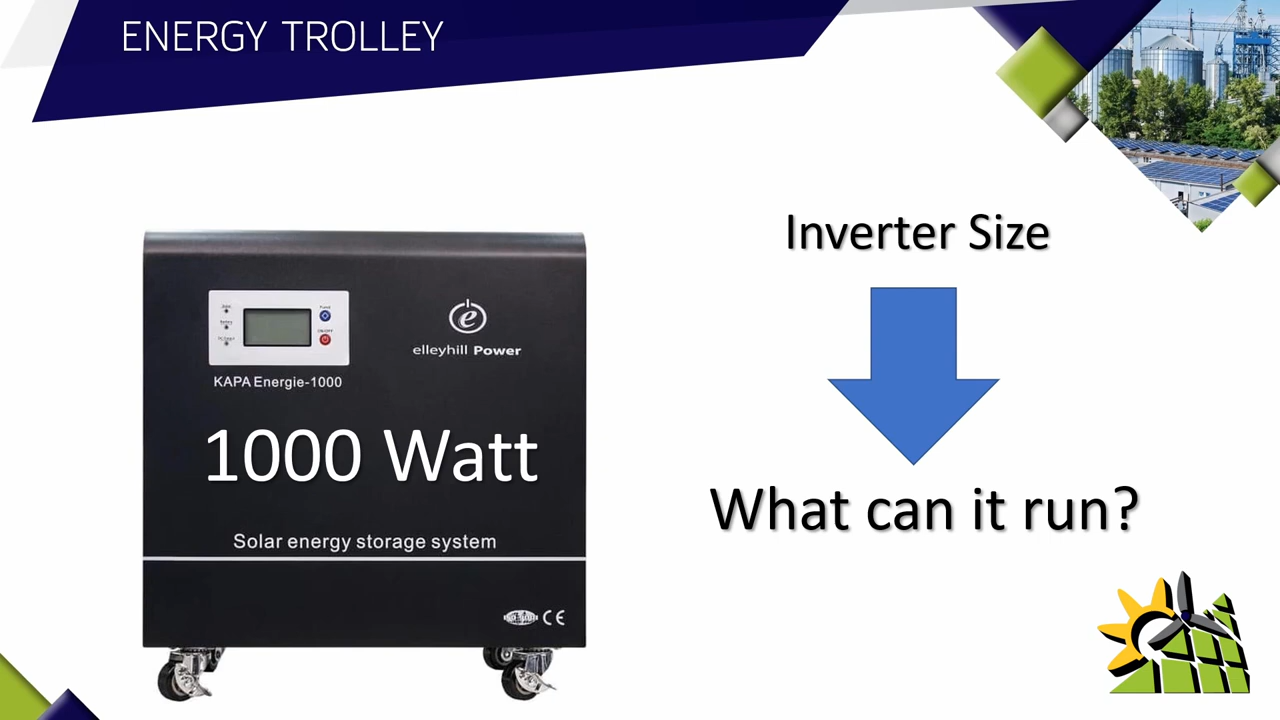 ENERGY TROLLEY
Inverter Size
What can it run?
elleyhill Power
KAPA Energie-1000
1000 Watt
Solar energy storage system
CE